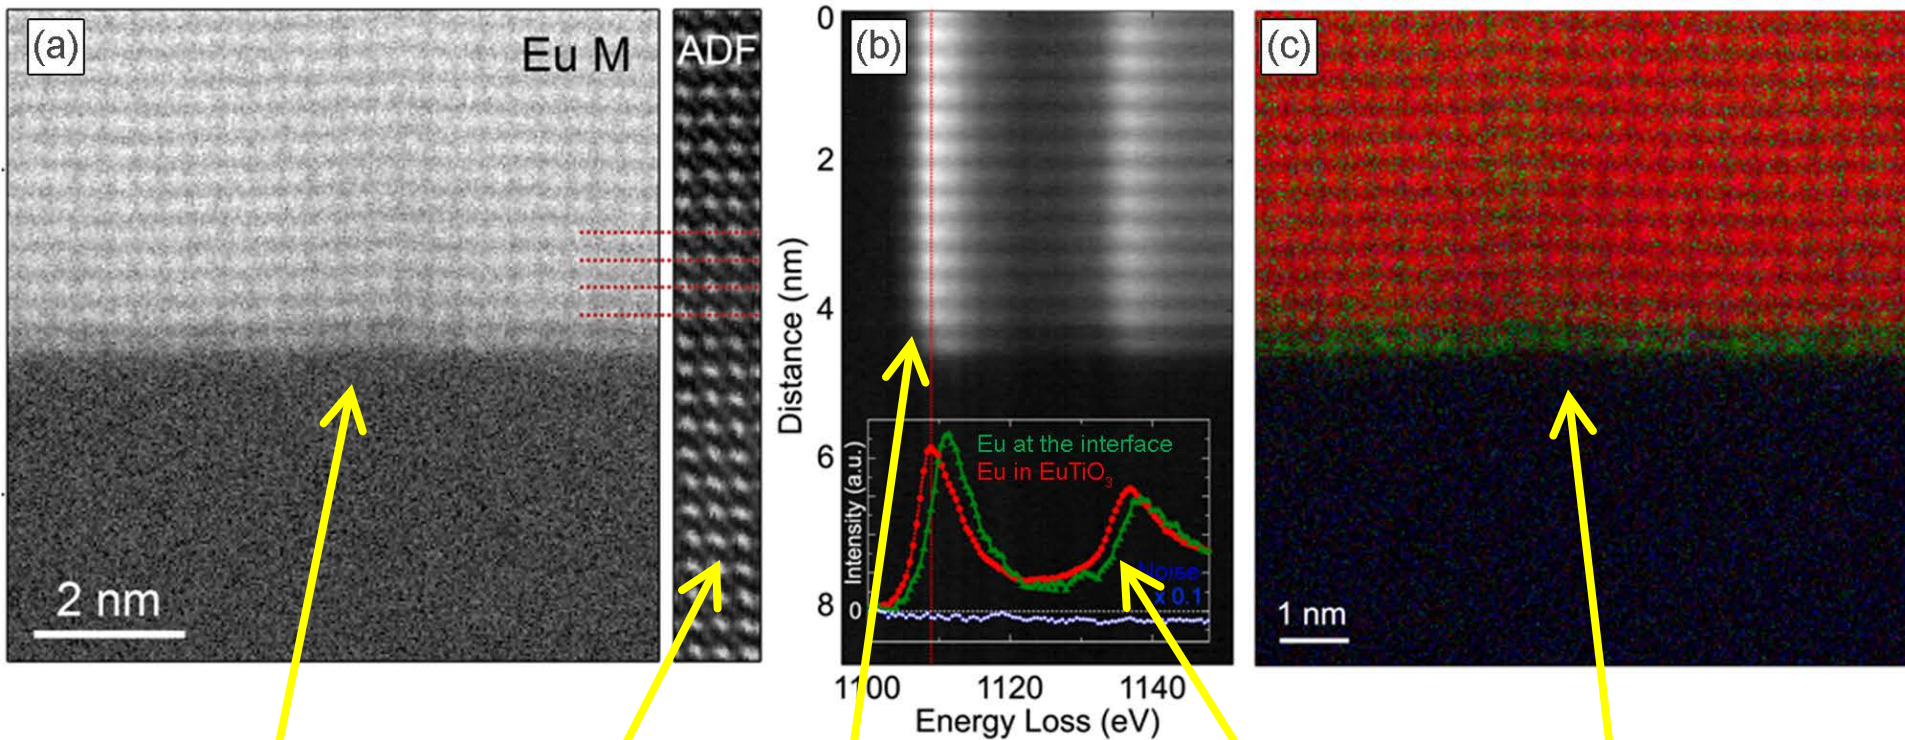 (a)
Eu M
ADF
2 nm
(b)
0
2
4
6
8
Distance (nm)
Eu at the interface
Eu in EuTiO₃
Noise
x 0.1
Intensity (a.u.)
0
1100 1120 1140
Energy Loss (eV)
(c)
1 nm